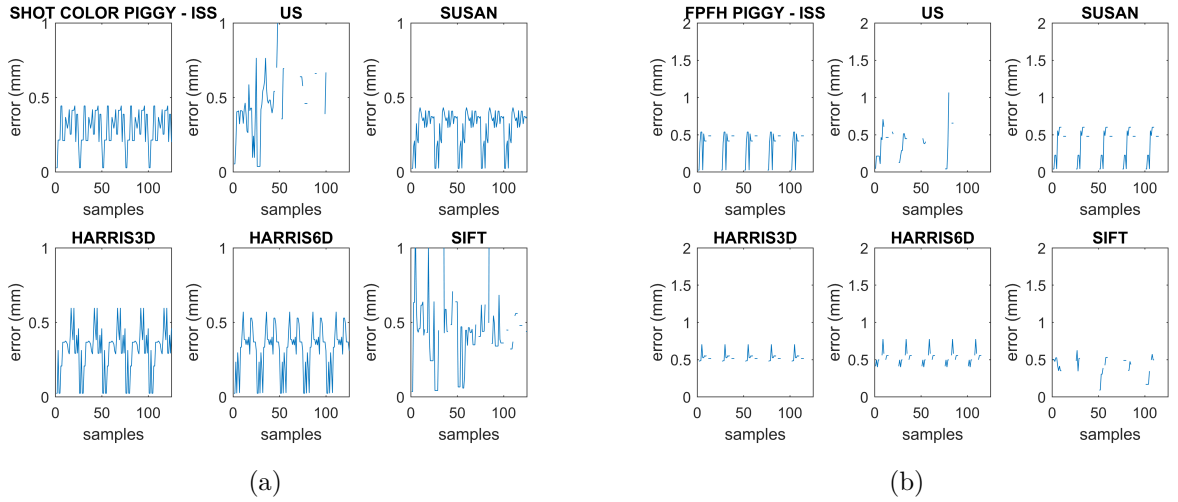 SHOT COLOR PIGGY - ISS
1
0.5
0
error (mm)
0 50 100
samples
US
1
0.5
0
error (mm)
0 50 100
samples
SUSAN
1
0.5
0
error (mm)
0 50 100
samples
HARRIS3D
1
0.5
0
error (mm)
0 50 100
samples
HARRIS6D
1
0.5
0
error (mm)
0 50 100
samples
SIFT
1
0.5
0
error (mm)
0 50 100
samples
(a)
FPFH PIGGY - ISS
2
1.5
1
0.5
0
error (mm)
0 50 100
samples
US
2
1.5
1
0.5
0
error (mm)
0 50 100
samples
SUSAN
2
1.5
1
0.5
0
error (mm)
0 50 100
samples
HARRIS3D
2
1.5
1
0.5
0
error (mm)
0 50 100
samples
HARRIS6D
2
1.5
1
0.5
0
error (mm)
0 50 100
samples
SIFT
2
1.5
1
0.5
0
error (mm)
0 50 100
samples
(b)